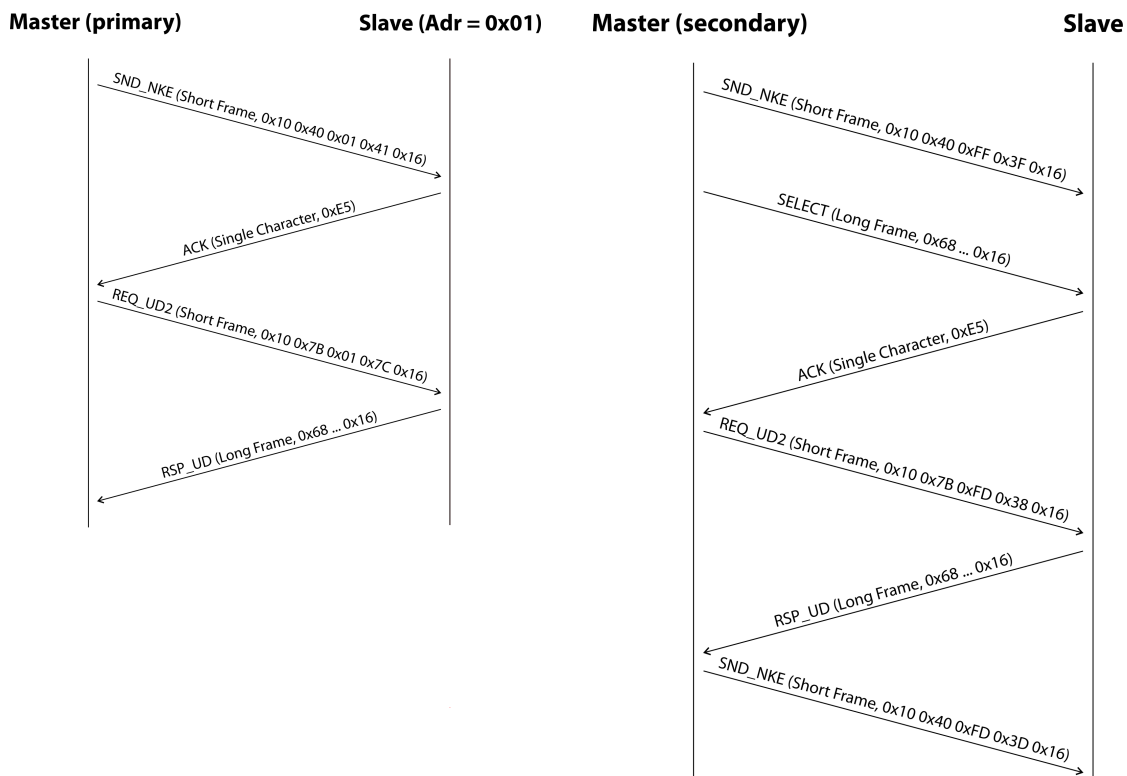 Master (primary)
Slave (Adr = 0x01)
SND_NKE (Short Frame, 0x10 0x40 0x01 0x41 0x16)
ACK (Single Character, 0xE5)
REQ_UD2 (Short Frame, 0x10 0x7B 0x01 0x7C 0x16)
RSP_UD (Long Frame, 0x68 ... 0x16)
Master (secondary)
Slave
SND_NKE (Short Frame, 0x10 0x40 0xFF 0x3F 0x16)
SELECT (Long Frame, 0x68 ... 0x16)
ACK (Single Character, 0xE5)
REQ_UD2 (Short Frame, 0x10 0x7B 0xFD 0x38 0x16)
RSP_UD (Long Frame, 0x68 ... 0x16)
SND_NKE (Short Frame, 0x10 0x40 0xFD 0x3D 0x16)